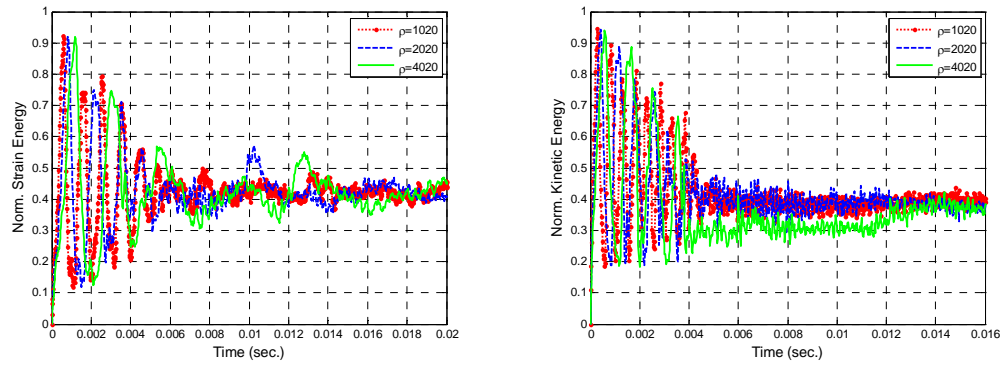 Norm. Strain Energy
1
0.9
0.8
0.7
0.6
0.5
0.4
0.3
0.2
0.1
0
0 0.002 0.004 0.006 0.008 0.01 0.012 0.014 0.016 0.018 0.02
Time (sec.)
ρ=1020
ρ=2020
ρ=4020
Norm. Kinetic Energy
1
0.9
0.8
0.7
0.6
0.5
0.4
0.3
0.2
0.1
0
0 0.002 0.004 0.006 0.008 0.01 0.012 0.014 0.016
Time (sec.)
ρ=1020
ρ=2020
ρ=4020